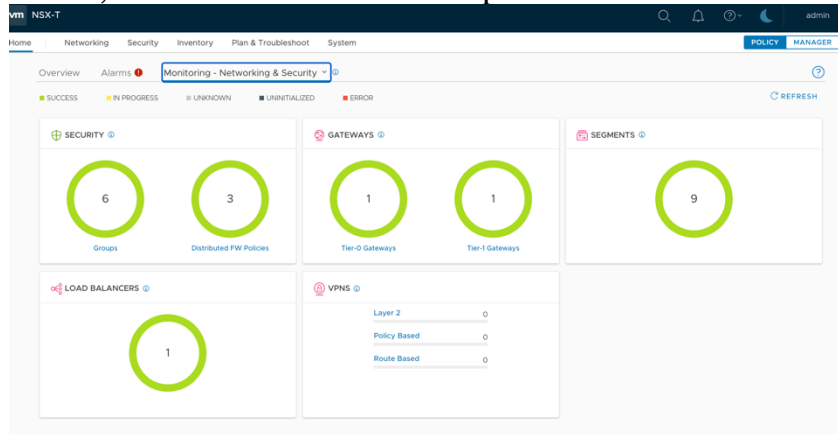 vm NSX-T admin
Home Networking Security Inventory Plan & Troubleshoot System POLICY MANAGER
Overview Alarms Monitoring - Networking & Security
SUCCESS IN PROGRESS UNKNOWN UNINITIALIZED ERROR REFRESH
SECURITY GATEWAYS SEGMENTS
6 3 1 1 9
Groups Distributed FW Policies Tier-0 Gateways Tier-1 Gateways
LOAD BALANCERS VPNS
Layer 2 0
Policy Based 0
1
Route Based 0